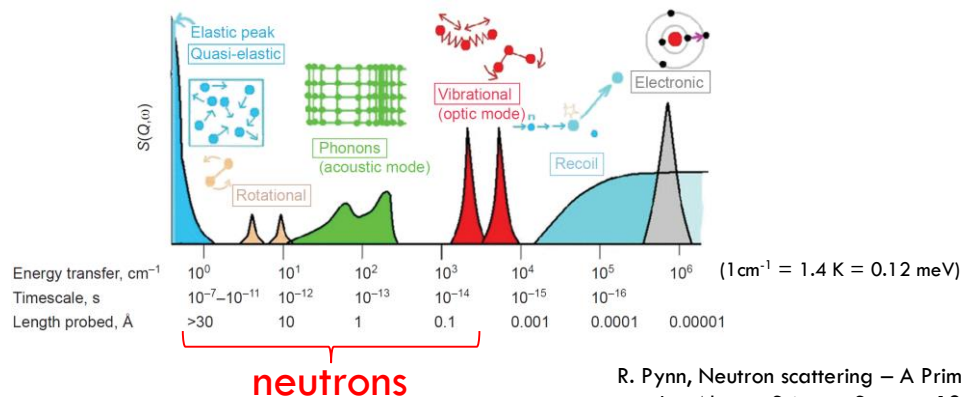 Elastic peak
Quasi-elastic
Rotational
Phonons
(acoustic mode)
Vibrational
(optic mode)
n
Recoil
Electronic
S(Q,ω)
Energy transfer, cm⁻¹ 10⁰ 10¹ 10² 10³ 10⁴ 10⁵ 10⁶ (1cm⁻¹ = 1.4 K = 0.12 meV)
Timescale, s 10⁻⁷–10⁻¹¹ 10⁻¹² 10⁻¹³ 10⁻¹⁴ 10⁻¹⁵ 10⁻¹⁶
Length probed, Å >30 10 1 0.1 0.001 0.0001 0.00001
neutrons
R. Pynn, Neutron scattering – A Prim